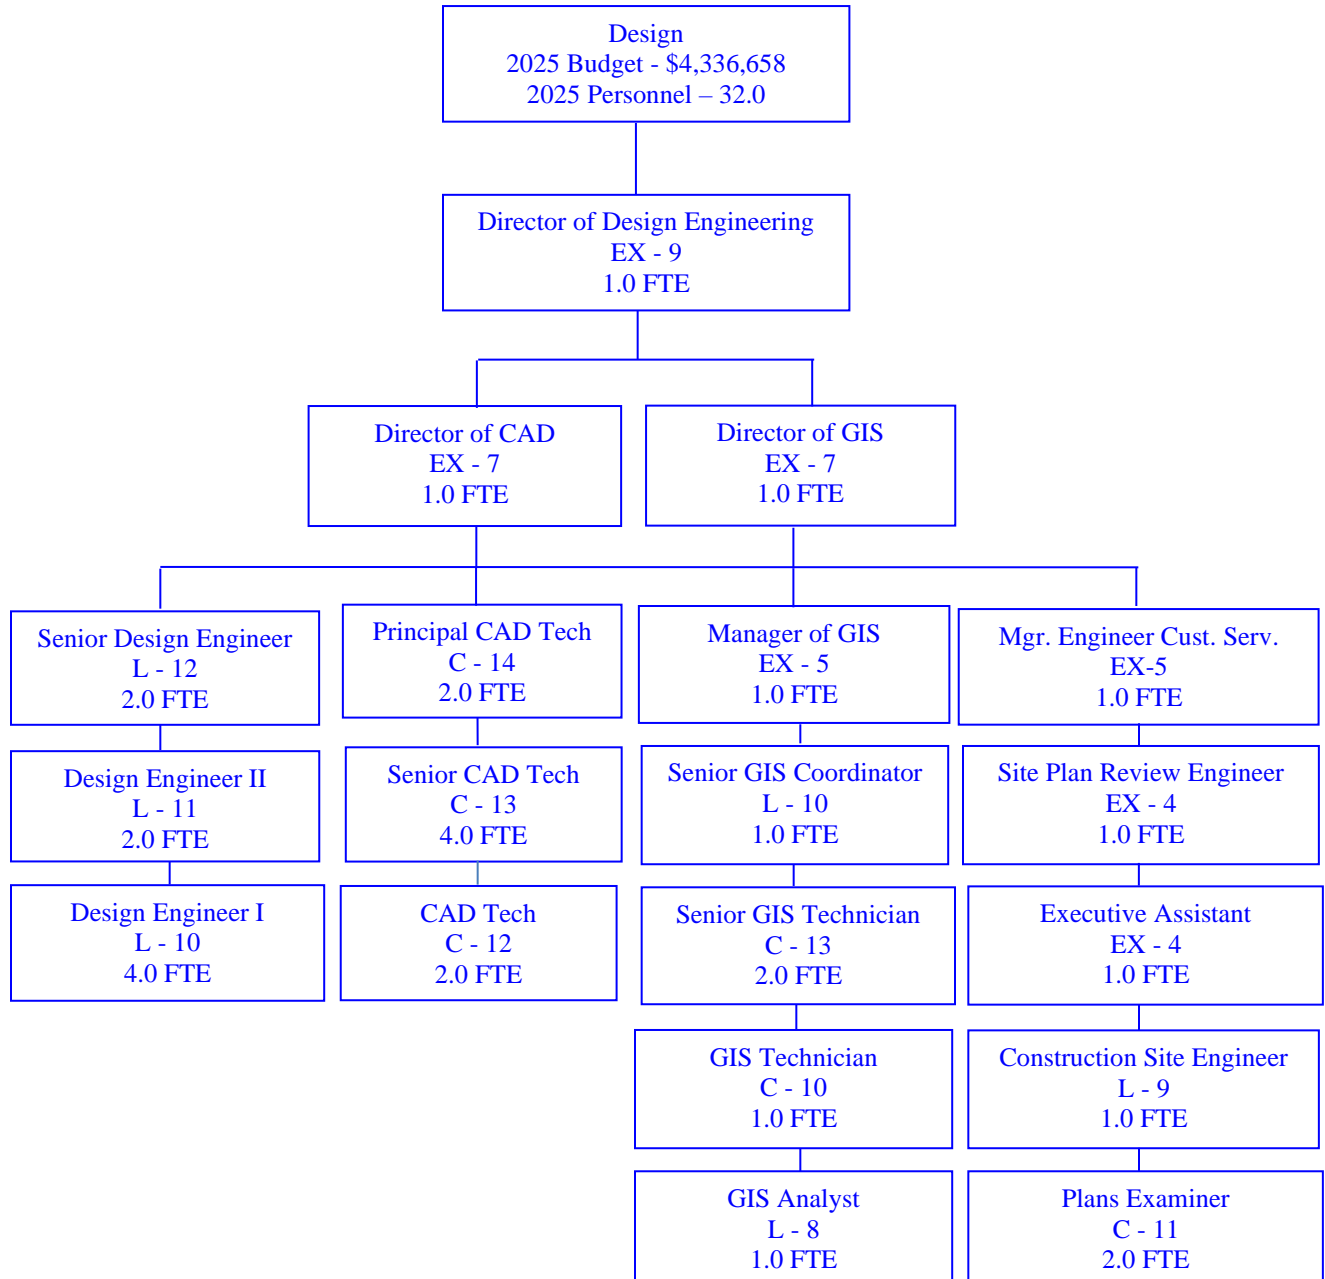 Design
2025 Budget - $4,336,658
2025 Personnel – 32.0
Director of Design Engineering
EX - 9
1.0 FTE
Director of CAD
EX - 7
1.0 FTE
Director of GIS
EX - 7
1.0 FTE
Senior Design Engineer
L - 12
2.0 FTE
Principal CAD Tech
C - 14
2.0 FTE
Manager of GIS
EX - 5
1.0 FTE
Mgr. Engineer Cust. Serv.
EX-5
1.0 FTE
Design Engineer II
L - 11
2.0 FTE
Senior CAD Tech
C - 13
4.0 FTE
Senior GIS Coordinator
L - 10
1.0 FTE
Site Plan Review Engineer
EX - 4
1.0 FTE
Design Engineer I
L - 10
4.0 FTE
CAD Tech
C - 12
2.0 FTE
Senior GIS Technician
C - 13
2.0 FTE
Executive Assistant
EX - 4
1.0 FTE
GIS Technician
C - 10
1.0 FTE
Construction Site Engineer
L - 9
1.0 FTE
GIS Analyst
L - 8
1.0 FTE
Plans Examiner
C - 11
2.0 FTE